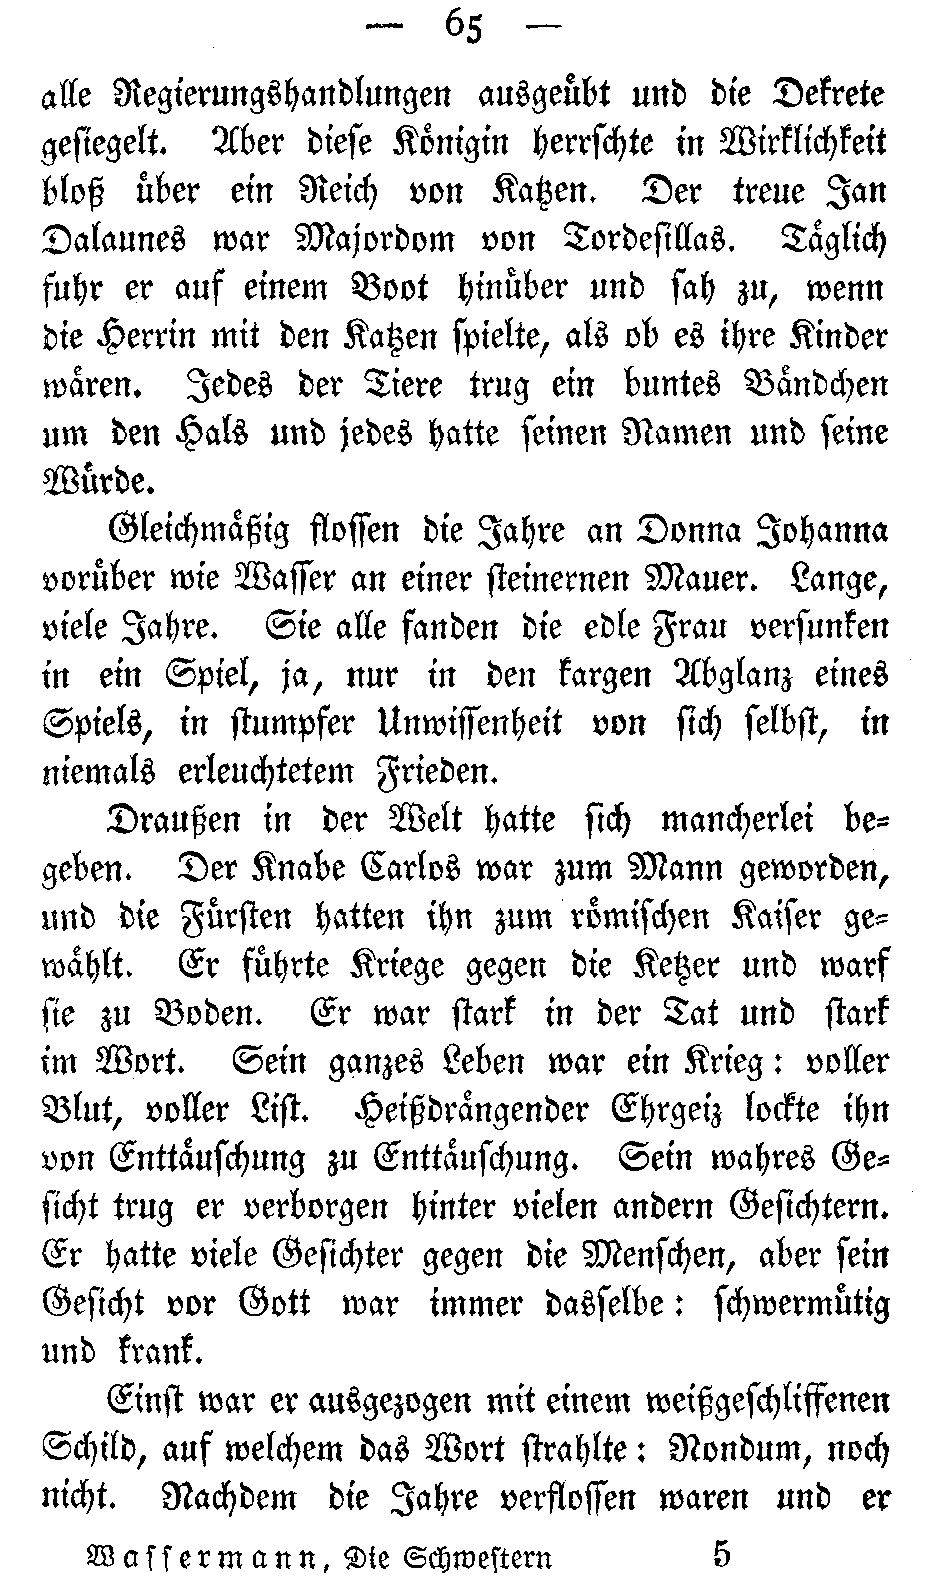 — 65 —
alle Regierungshandlungen ausgeübt und die Dekrete
gesiegelt. Aber diese Königin herrschte in Wirklichkeit
bloß über ein Reich von Katzen. Der treue Jan
Dalaunes war Majordom von Tordesillas. Täglich
fuhr er auf einem Boot hinüber und sah zu, wenn
die Herrin mit den Katzen spielte, als ob es ihre Kinder
wären. Jedes der Tiere trug ein buntes Bändchen
um den Hals und jedes hatte seinen Namen und seine
Würde.
Gleichmäßig flossen die Jahre an Donna Johanna
vorüber wie Wasser an einer steinernen Mauer. Lange,
viele Jahre. Sie alle fanden die edle Frau versunken
in ein Spiel, ja, nur in den kargen Abglanz eines
Spiels, in stumpfer Unwissenheit von sich selbst, in
niemals erleuchtetem Frieden.
Draußen in der Welt hatte sich mancherlei be-
geben. Der Knabe Carlos war zum Mann geworden,
und die Fürsten hatten ihn zum römischen Kaiser ge-
wählt. Er führte Kriege gegen die Ketzer und warf
sie zu Boden. Er war stark in der Tat und stark
im Wort. Sein ganzes Leben war ein Krieg: voller
Blut, voller List. Heißdrängender Ehrgeiz lockte ihn
von Enttäuschung zu Enttäuschung. Sein wahres Ge-
sicht trug er verborgen hinter vielen andern Gesichtern.
Er hatte viele Gesichter gegen die Menschen, aber sein
Gesicht vor Gott war immer dasselbe: schwermütig
und krank.
Einst war er ausgezogen mit einem weißgeschliffenen
Schild, auf welchem das Wort strahlte: Nondum, noch
nicht. Nachdem die Jahre verflossen waren und er
Wassermann, Die Schwestern 5